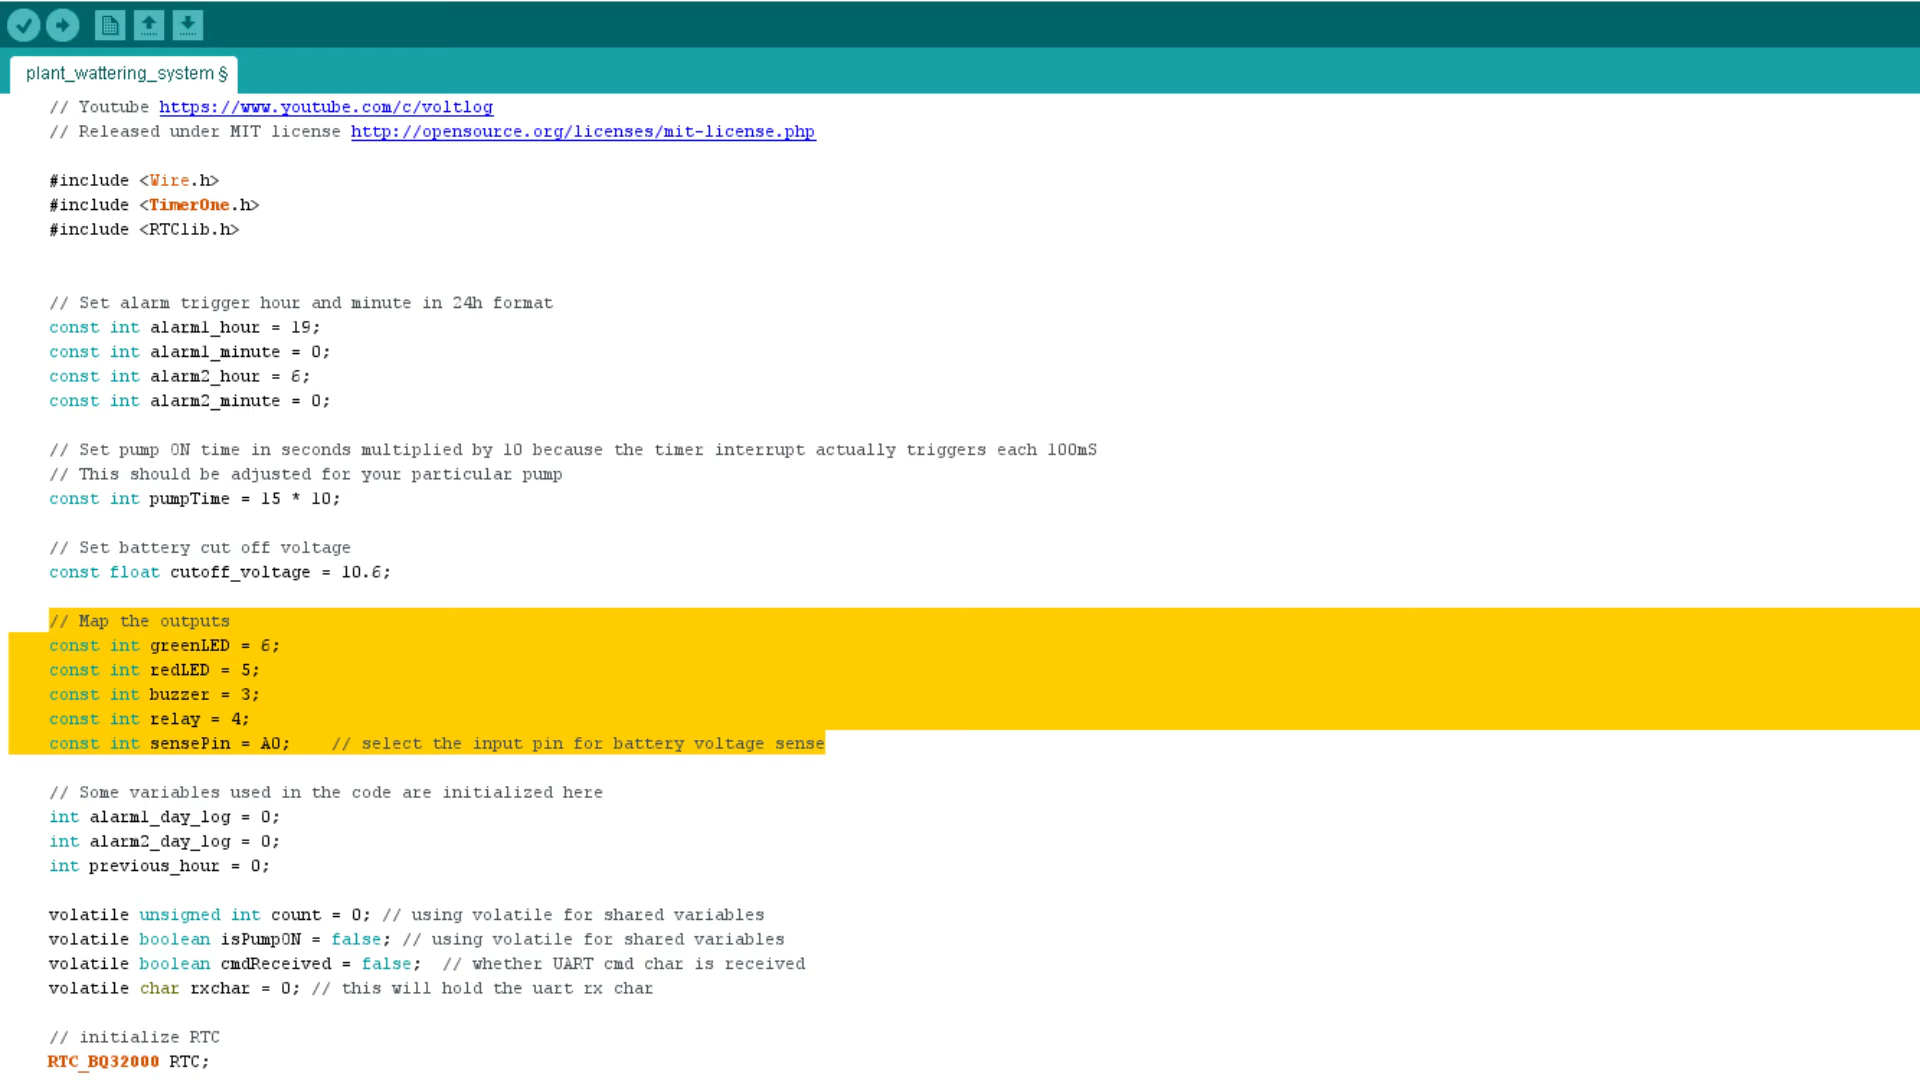 plant_wattering_system §
// Youtube https://www.youtube.com/c/voltlog
// Released under MIT license http://opensource.org/licenses/mit-license.php
#include <Wire.h>
#include <TimerOne.h>
#include <RTClib.h>
// Set alarm trigger hour and minute in 24h format
const int alarm1_hour = 19;
const int alarm1_minute = 0;
const int alarm2_hour = 6;
const int alarm2_minute = 0;
// Set pump ON time in seconds multiplied by 10 because the timer interrupt actually triggers each 100mS
// This should be adjusted for your particular pump
const int pumpTime = 15 * 10;
// Set battery cut off voltage
const float cutoff_voltage = 10.6;
// Map the outputs
const int greenLED = 6;
const int redLED = 5;
const int buzzer = 3;
const int relay = 4;
const int sensePin = A0;    // select the input pin for battery voltage sense
// Some variables used in the code are initialized here
int alarm1_day_log = 0;
int alarm2_day_log = 0;
int previous_hour = 0;
volatile unsigned int count = 0; // using volatile for shared variables
volatile boolean isPumpON = false; // using volatile for shared variables
volatile boolean cmdReceived = false;  // whether UART cmd char is received
volatile char rxchar = 0; // this will hold the uart rx char
// initialize RTC
RTC_BQ32000 RTC;